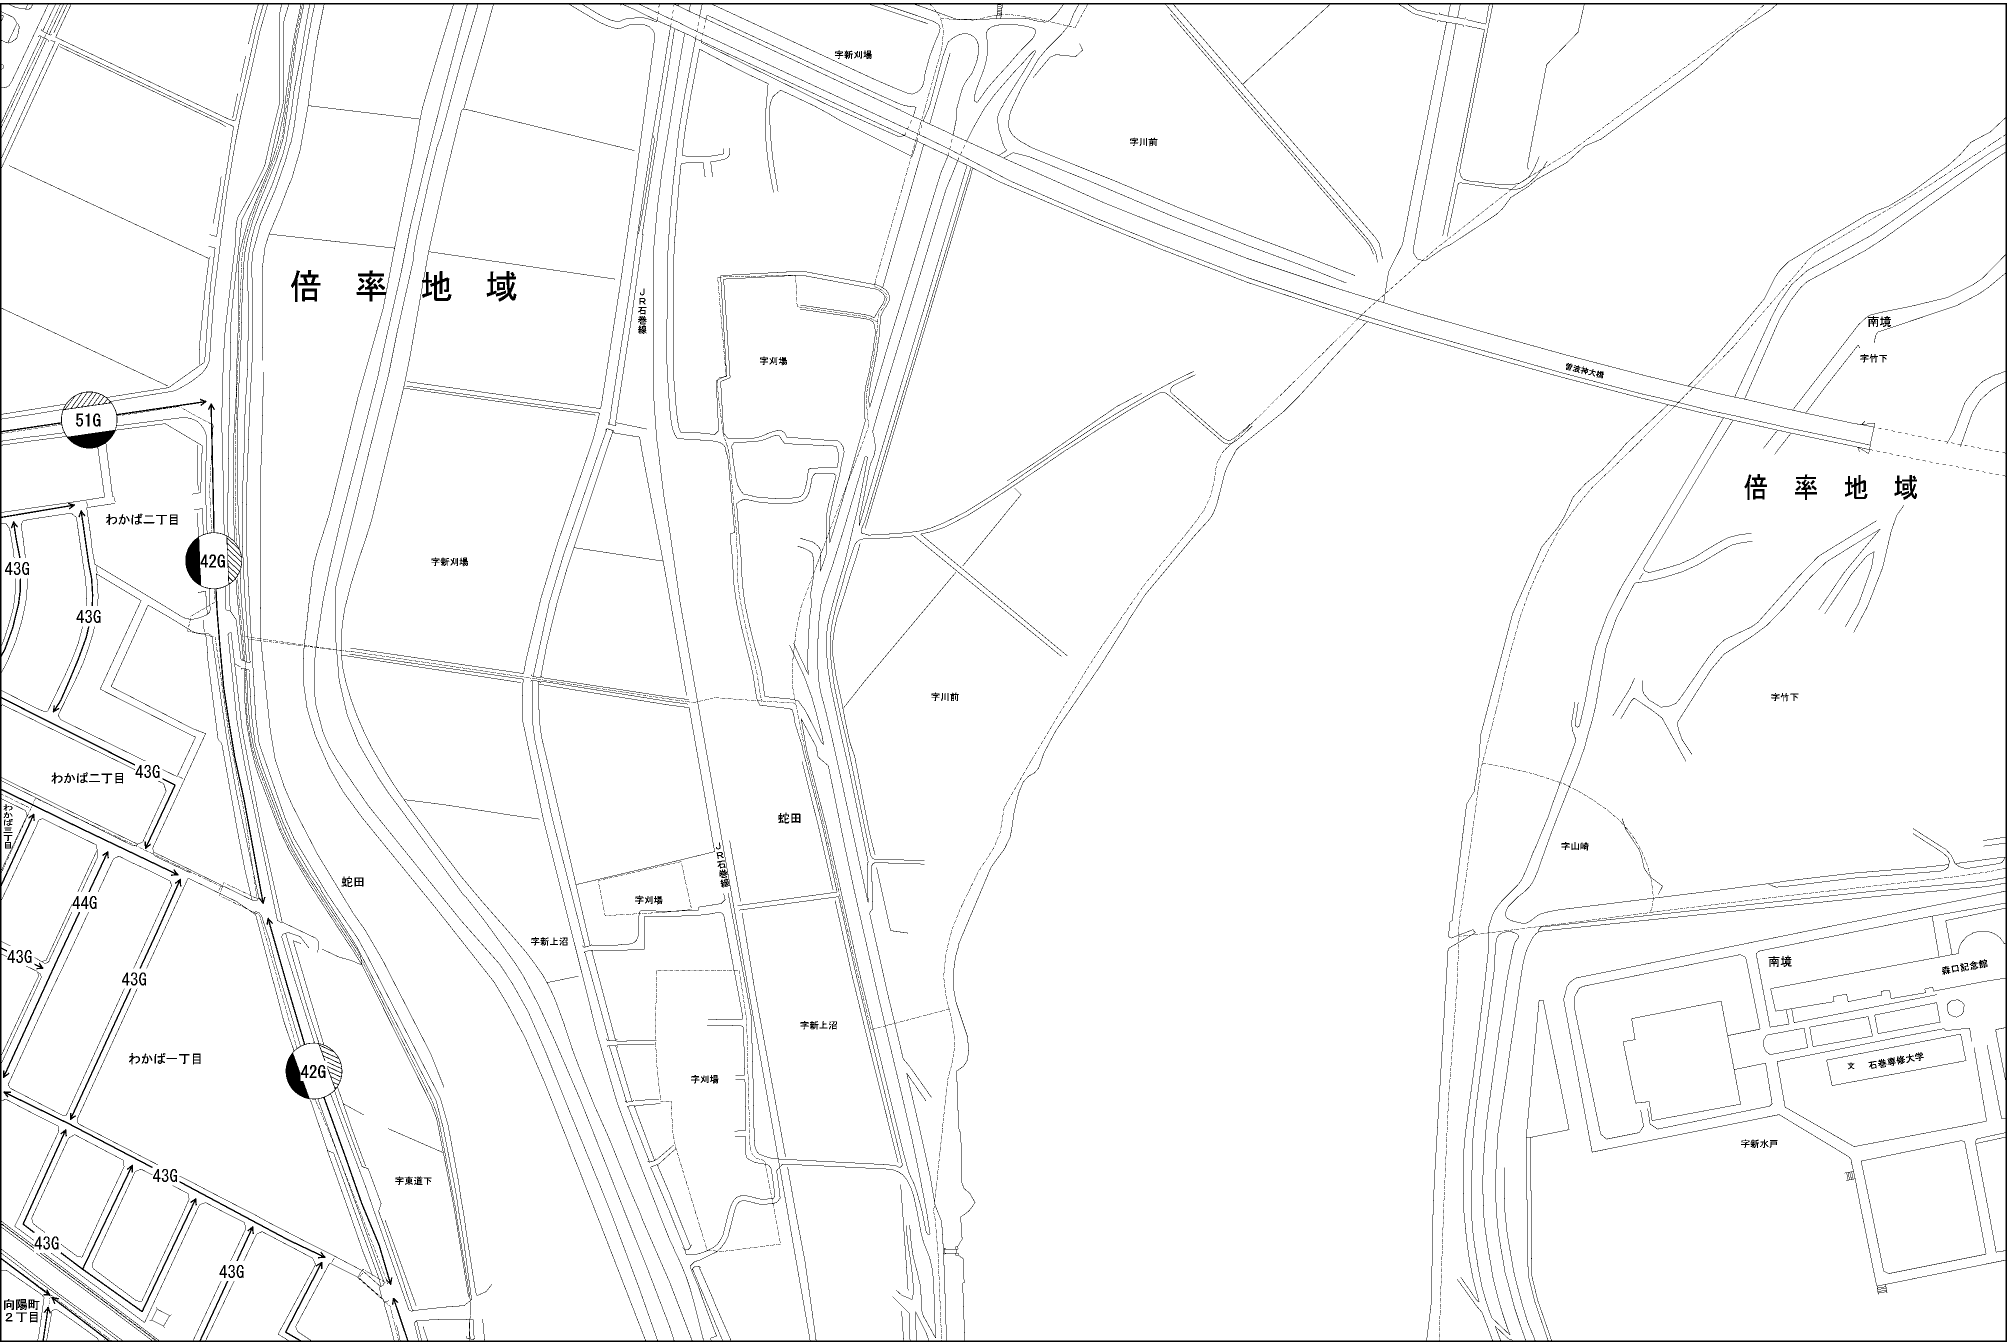 字新刈場
字川前
倍率地域
JR石巻線
南境
字竹下
字刈場
曽波神大橋
51G
倍率地域
わかば二丁目
42G
43G
字新刈場
43G
字川前
字竹下
43G
わかば二丁目
わかば三丁目
蛇田
字山崎
JR石巻線
蛇田
44G
字刈場
字新上沼
43G
南境
森口記念館
43G
字新上沼
わかば一丁目
42G
字刈場
文 石巻専修大学
字新水戸
43G
字東道下
43G
43G
向陽町
2丁目